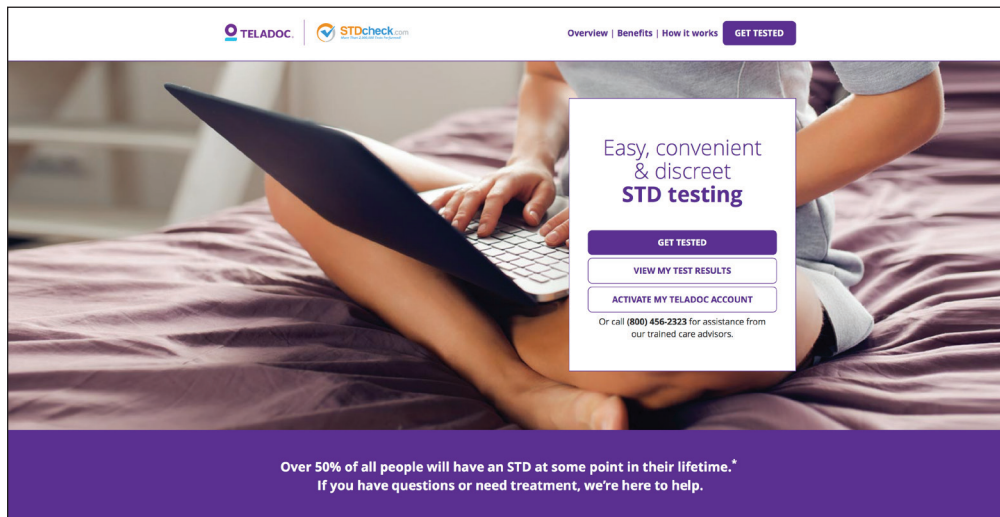 TELADOC.
STDcheck.com
Overview | Benefits | How it works
GET TESTED
Easy, convenient
& discreet
STD testing
GET TESTED
VIEW MY TEST RESULTS
ACTIVATE MY TELADOC ACCOUNT
Or call (800) 456-2323 for assistance from
our trained care advisors.
Over 50% of all people will have an STD at some point in their lifetime.*
If you have questions or need treatment, we're here to help.